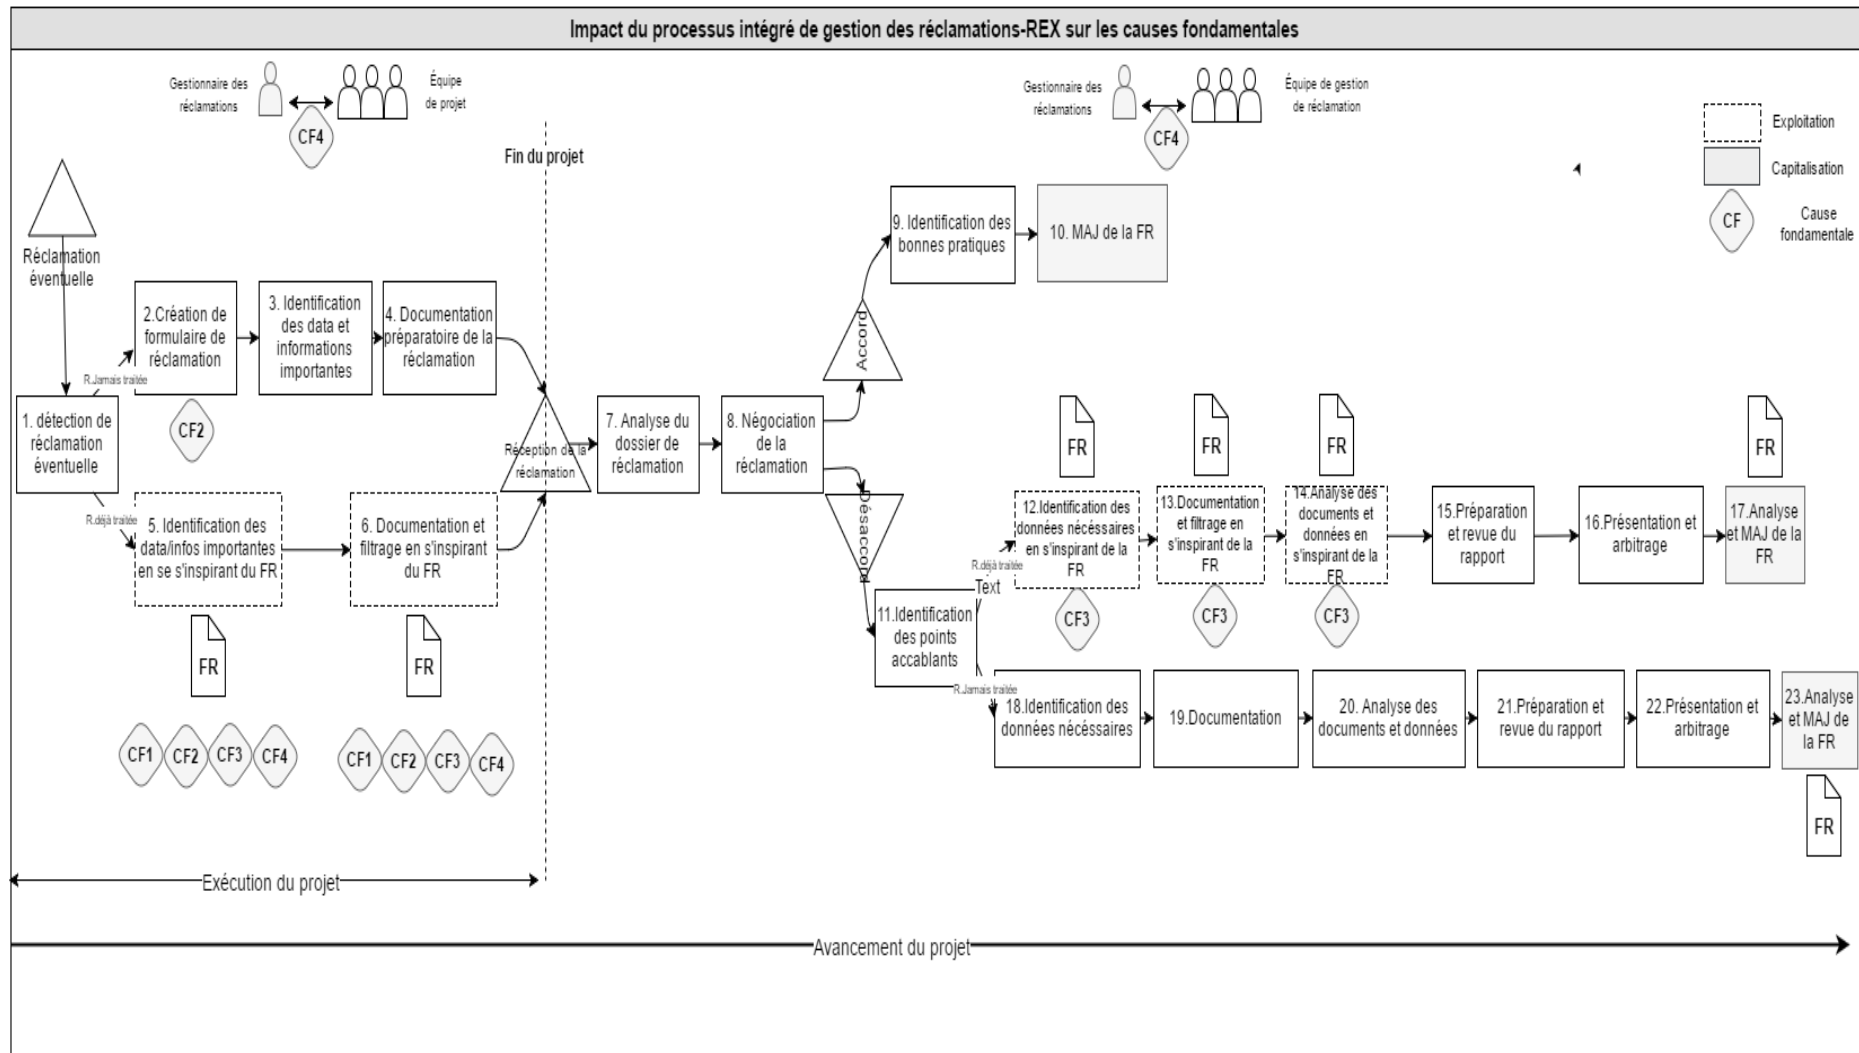 Impact du processus intégré de gestion des réclamations-REX sur les causes fondamentales
Gestionnaire des
réclamations
Équipe
de projet
CF4
Gestionnaire des
réclamations
Équipe de gestion
de réclamation
CF4
Exploitation
Capitalisation
CF
Cause
fondamentale
Fin du projet
Réclamation
éventuelle
1. détection de
réclamation
éventuelle
R.Jamais traitée
2.Création de
formulaire de
réclamation
CF2
3. Identification
des data et
informations
importantes
4. Documentation
préparatoire de la
réclamation
R.déjà traitée
5. Identification des
data/infos importantes
en se s'inspirant du FR
FR
CF1
CF2
CF3
CF4
6. Documentation et
filtrage en s'inspirant
du FR
FR
CF1
CF2
CF3
CF4
Réception de la
réclamation
7. Analyse du
dossier de
réclamation
8. Négociation
de la
réclamation
Accord
9. Identification des
bonnes pratiques
10. MAJ de la FR
Désaccord
11.Identification
des points
accablants
R.déjà traitée
Text
FR
12.Identification des
données nécéssaires
en s'inspirant de la
FR
CF3
FR
13.Documentation
et filtrage en
s'inspirant de la
FR
CF3
FR
14.Analyse des
documents et
données en
s'inspirant de la
FR
CF3
15.Préparation
et revue du
rapport
16.Présentation et
arbitrage
FR
17.Analyse
et MAJ de la
FR
R.Jamais traitée
18.Identification des
données nécéssaires
19.Documentation
20. Analyse des
documents et données
21.Préparation et
revue du rapport
22.Présentation et
arbitrage
23.Analyse
et MAJ de
la FR
FR
Exécution du projet
Avancement du projet